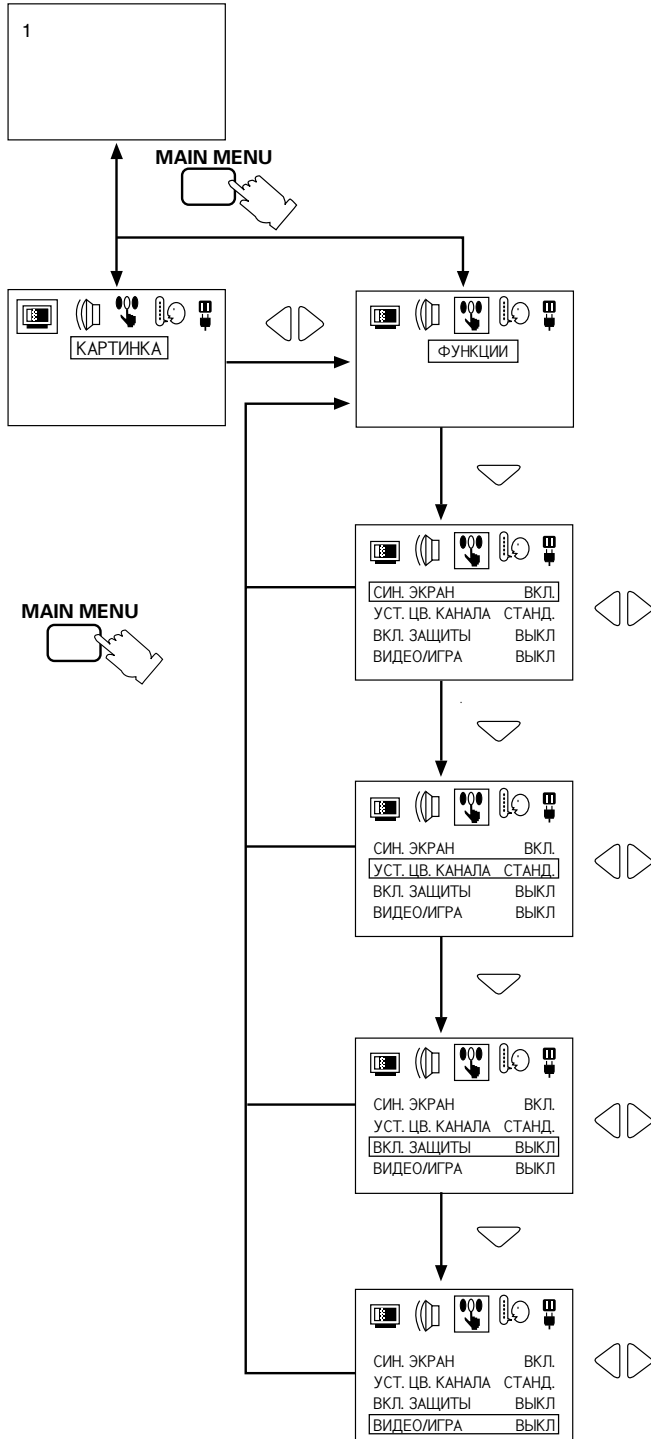 1
MAIN MENU
КАРТИНКА
ФУНКЦИИ
СИН. ЭКРАН ВКЛ.
УСТ. ЦВ. КАНАЛА СТАНД.
ВКЛ. ЗАЩИТЫ ВЫКЛ
ВИДЕО/ИГРА ВЫКЛ
MAIN MENU
СИН. ЭКРАН ВКЛ.
УСТ. ЦВ. КАНАЛА СТАНД.
ВКЛ. ЗАЩИТЫ ВЫКЛ
ВИДЕО/ИГРА ВЫКЛ
СИН. ЭКРАН ВКЛ.
УСТ. ЦВ. КАНАЛА СТАНД.
ВКЛ. ЗАЩИТЫ ВЫКЛ
ВИДЕО/ИГРА ВЫКЛ
СИН. ЭКРАН ВКЛ.
УСТ. ЦВ. КАНАЛА СТАНД.
ВКЛ. ЗАЩИТЫ ВЫКЛ
ВИДЕО/ИГРА ВЫКЛ